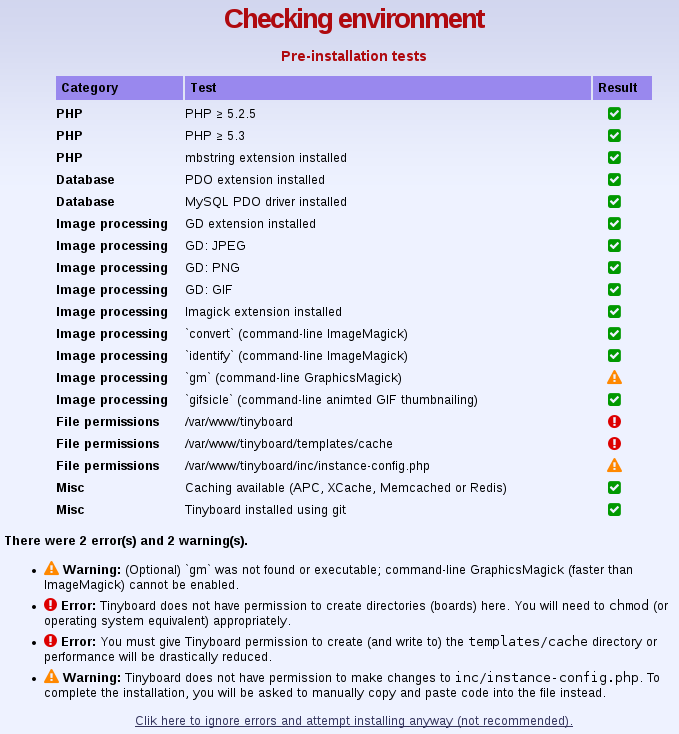 Checking environment
Pre-installation tests
Category Test Result
PHP PHP ≥ 5.2.5
PHP PHP ≥ 5.3
PHP mbstring extension installed
Database PDO extension installed
Database MySQL PDO driver installed
Image processing GD extension installed
Image processing GD: JPEG
Image processing GD: PNG
Image processing GD: GIF
Image processing Imagick extension installed
Image processing `convert` (command-line ImageMagick)
Image processing `identify` (command-line ImageMagick)
Image processing `gm` (command-line GraphicsMagick)
Image processing `gifsicle` (command-line animted GIF thumbnailing)
File permissions /var/www/tinyboard
File permissions /var/www/tinyboard/templates/cache
File permissions /var/www/tinyboard/inc/instance-config.php
Misc Caching available (APC, XCache, Memcached or Redis)
Misc Tinyboard installed using git
There were 2 error(s) and 2 warning(s).
• Warning: (Optional) `gm` was not found or executable; command-line GraphicsMagick (faster than
ImageMagick) cannot be enabled.
• Error: Tinyboard does not have permission to create directories (boards) here. You will need to chmod (or
operating system equivalent) appropriately.
• Error: You must give Tinyboard permission to create (and write to) the templates/cache directory or
performance will be drastically reduced.
• Warning: Tinyboard does not have permission to make changes to inc/instance-config.php. To
complete the installation, you will be asked to manually copy and paste code into the file instead.
Clik here to ignore errors and attempt installing anyway (not recommended).